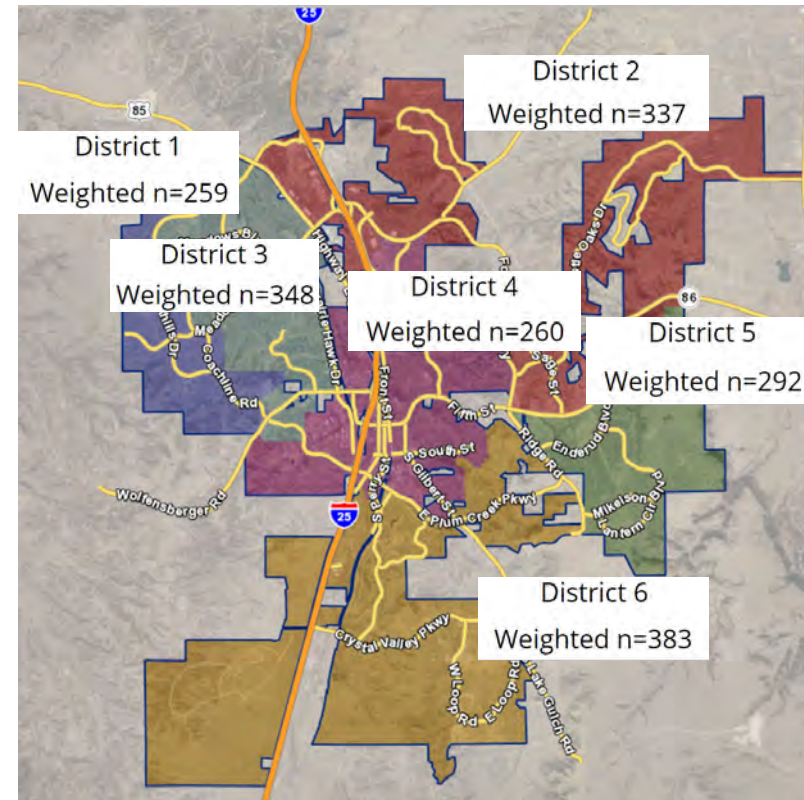 25
District 2
Weighted n=337
85
District 1
Weighted n=259
District 3
Weighted n=348
District 4
Weighted n=260
86
District 5
Weighted n=292
Coachline Rd
Front St
Fifth St
South St
S Gilbert St
Ridge Rd
Enderud Blvd
Wolfensberger Rd
25
E Plum Creek Pkwy
Mikelson
S Perry St
District 6
Weighted n=383
Crystal Valley Pkwy
W Loop Rd
E Loop Rd
Lake Gulch Rd